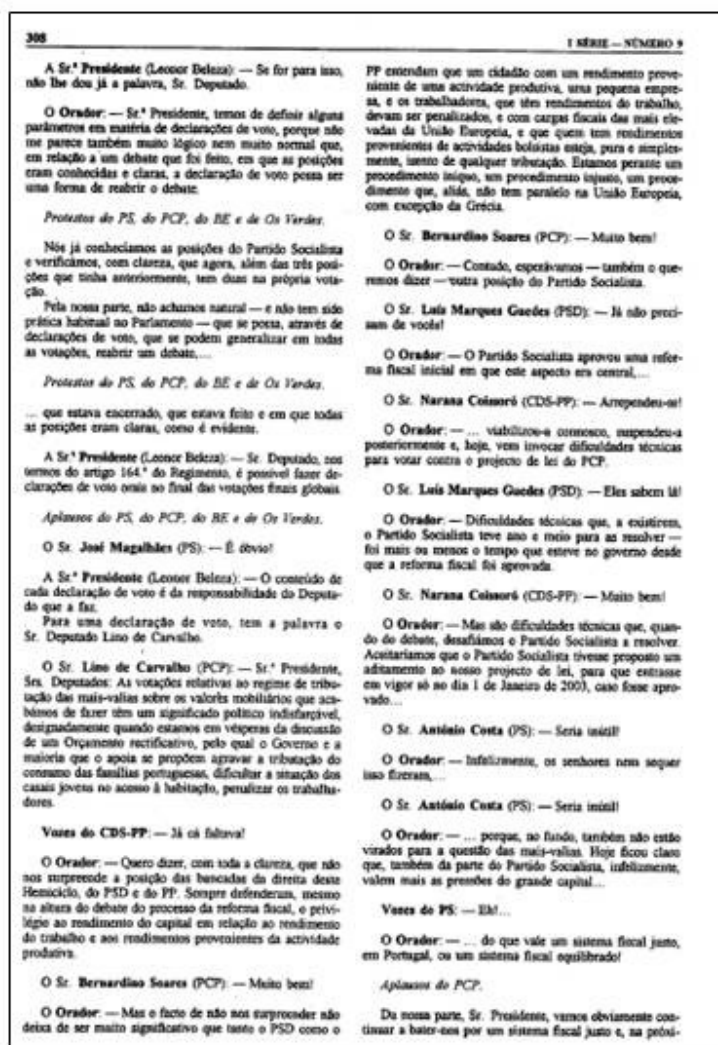 308
I SÉRIE — NÚMERO 9
A Sr.ª Presidente (Leonor Beleza): — Se for para isso,
não lhe dou já a palavra, Sr. Deputado.
O Orador: — Sr.ª Presidente, temos de definir alguns
parâmetros em matéria de declarações de voto, porque não
me parece também muito lógico nem muito normal que,
em relação a um debate que foi feito, em que as posições
eram conhecidas e claras, a declaração de voto possa ser
uma forma de reabrir o debate.
Protestos do PS, do PCP, do BE e de Os Verdes.
Nós já conhecíamos as posições do Partido Socialista
e verificámos, com clareza, que agora, além das três posi-
ções que tinha anteriormente, tem duas na própria vota-
ção.
Pela nossa parte, não achamos natural — e não tem sido
prática habitual no Parlamento — que se possa, através de
declarações de voto, que se podem generalizar em todas
as votações, reabrir um debate,…
Protestos do PS, do PCP, do BE e de Os Verdes.
… que estava encerrado, que estava feito e em que todas
as posições eram claras, como é evidente.
A Sr.ª Presidente (Leonor Beleza): — Sr. Deputado, nos
termos do artigo 164.º do Regimento, é possível fazer de-
clarações de voto orais no final das votações finais globais.
Aplausos do PS, do PCP, do BE e de Os Verdes.
O Sr. José Magalhães (PS): — É óbvio!
A Sr.ª Presidente (Leonor Beleza): — O conteúdo de
cada declaração de voto é da responsabilidade do Deputa-
do que a faz.
Para uma declaração de voto, tem a palavra o
Sr. Deputado Lino de Carvalho.
O Sr. Lino de Carvalho (PCP): — Sr.ª Presidente,
Srs. Deputados: As votações relativas ao regime de tribu-
tação das mais-valias sobre os valores mobiliários que aca-
bámos de fazer têm um significado político indisfarçável,
designadamente quando estamos em vésperas da discussão
de um Orçamento rectificativo, pelo qual o Governo e a
maioria que o apoia se propõem agravar a tributação do
consumo das famílias portuguesas, dificultar a situação dos
casais jovens no acesso à habitação, penalizar os trabalha-
dores.
Vozes do CDS-PP: — Já cá faltava!
O Orador: — Quero dizer, com toda a clareza, que não
nos surpreende a posição das bancadas da direita deste
Hemiciclo, do PSD e do PP. Sempre defenderam, mesmo
na altura do debate do processo da reforma fiscal, o privi-
légio ao rendimento do capital em relação ao rendimento
do trabalho e aos rendimentos provenientes da actividade
produtiva.
O Sr. Bernardino Soares (PCP): — Muito bem!
O Orador: — Mas o facto de não nos surpreender não
deixa de ser muito significativo que tanto o PSD como o
PP entendam que um cidadão com um rendimento prove-
niente de uma actividade produtiva, uma pequena empre-
sa, e os trabalhadores, que têm rendimentos do trabalho,
devam ser penalizados, e com cargas fiscais das mais ele-
vadas da União Europeia, e que quem tem rendimentos
provenientes de actividades bolsistas esteja, pura e simples-
mente, isento de qualquer tributação. Estamos perante um
procedimento iníquo, um procedimento injusto, um proce-
dimento que, aliás, não tem paralelo na União Europeia,
com excepção da Grécia.
O Sr. Bernardino Soares (PCP): — Muito bem!
O Orador: — Contudo, esperávamos — também o que-
remos dizer — outra posição do Partido Socialista.
O Sr. Luís Marques Guedes (PSD): — Já não preci-
sam de vocês!
O Orador: — O Partido Socialista aprovou uma refor-
ma fiscal inicial em que este aspecto era central,…
O Sr. Narana Coissoró (CDS-PP): — Arrependeu-se!
O Orador: — … viabilizou-a connosco, suspendeu-a
posteriormente e, hoje, vem invocar dificuldades técnicas
para votar contra o projecto de lei do PCP.
O Sr. Luís Marques Guedes (PSD): — Eles sabem lá!
O Orador: — Dificuldades técnicas que, a existirem,
o Partido Socialista teve ano e meio para as resolver —
foi mais ou menos o tempo que esteve no governo desde
que a reforma fiscal foi aprovada.
O Sr. Narana Coissoró (CDS-PP): — Muito bem!
O Orador: — Mas são dificuldades técnicas que, quan-
do do debate, desafiámos o Partido Socialista a resolver.
Aceitaríamos que o Partido Socialista tivesse proposto um
aditamento ao nosso projecto de lei, para que entrasse
em vigor só no dia 1 de Janeiro de 2003, caso fosse apro-
vado…
O Sr. António Costa (PS): — Seria inútil!
O Orador: — Infelizmente, os senhores nem sequer
isso fizeram,…
O Sr. António Costa (PS): — Seria inútil!
O Orador: — … porque, no fundo, também não estão
virados para a questão das mais-valias. Hoje ficou claro
que, também da parte do Partido Socialista, infelizmente,
valem mais as pressões do grande capital…
Vozes do PS: — Eh!…
O Orador: — … do que vale um sistema fiscal justo,
em Portugal, ou um sistema fiscal equilibrado!
Aplausos do PCP.
Da nossa parte, Sr. Presidente, vamos obviamente con-
tinuar a bater-nos por um sistema fiscal justo e, na próxi-